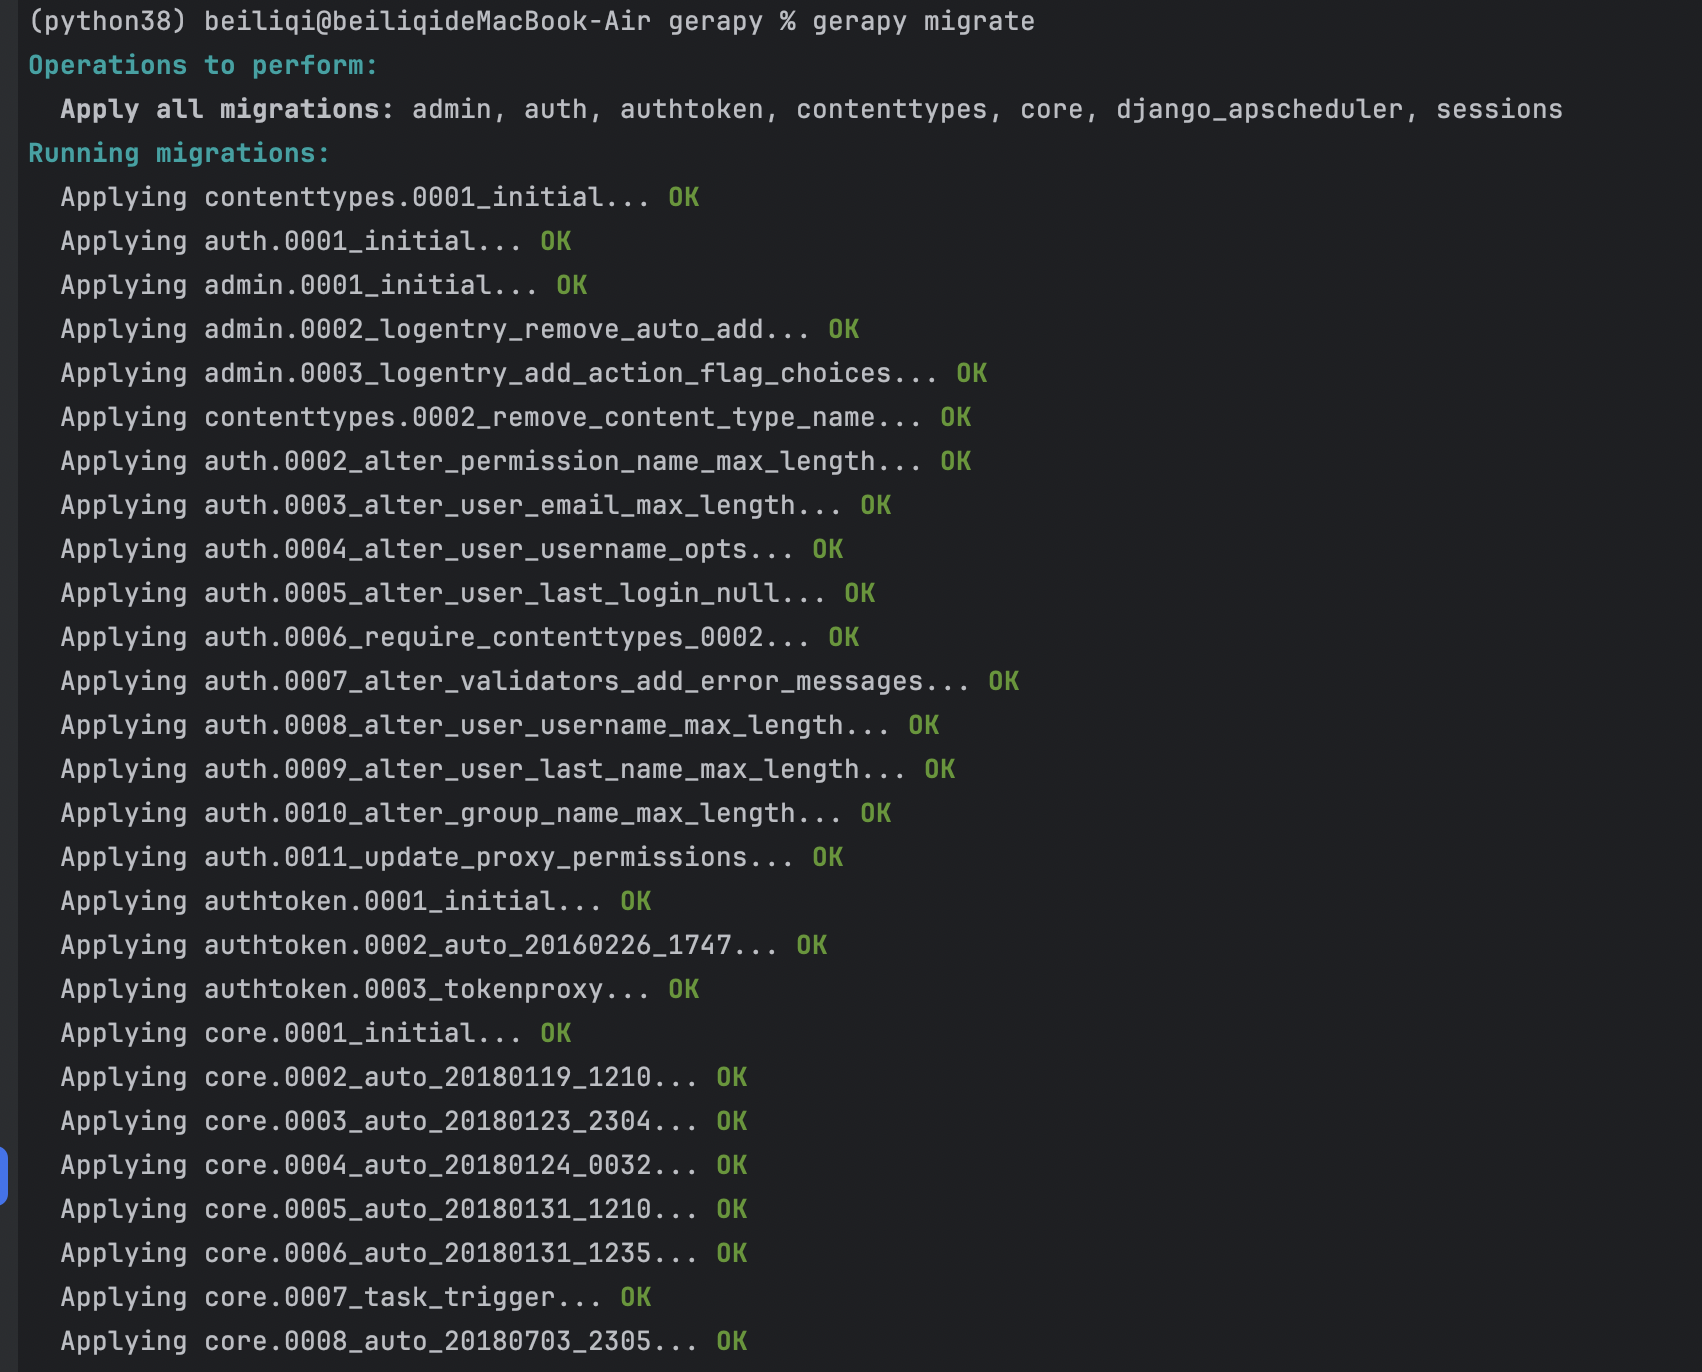 (python38) beiliqi@beiliqideMacBook-Air gerapy % gerapy migrate
Operations to perform:
  Apply all migrations: admin, auth, authtoken, contenttypes, core, django_apscheduler, sessions
Running migrations:
  Applying contenttypes.0001_initial... OK
  Applying auth.0001_initial... OK
  Applying admin.0001_initial... OK
  Applying admin.0002_logentry_remove_auto_add... OK
  Applying admin.0003_logentry_add_action_flag_choices... OK
  Applying contenttypes.0002_remove_content_type_name... OK
  Applying auth.0002_alter_permission_name_max_length... OK
  Applying auth.0003_alter_user_email_max_length... OK
  Applying auth.0004_alter_user_username_opts... OK
  Applying auth.0005_alter_user_last_login_null... OK
  Applying auth.0006_require_contenttypes_0002... OK
  Applying auth.0007_alter_validators_add_error_messages... OK
  Applying auth.0008_alter_user_username_max_length... OK
  Applying auth.0009_alter_user_last_name_max_length... OK
  Applying auth.0010_alter_group_name_max_length... OK
  Applying auth.0011_update_proxy_permissions... OK
  Applying authtoken.0001_initial... OK
  Applying authtoken.0002_auto_20160226_1747... OK
  Applying authtoken.0003_tokenproxy... OK
  Applying core.0001_initial... OK
  Applying core.0002_auto_20180119_1210... OK
  Applying core.0003_auto_20180123_2304... OK
  Applying core.0004_auto_20180124_0032... OK
  Applying core.0005_auto_20180131_1210... OK
  Applying core.0006_auto_20180131_1235... OK
  Applying core.0007_task_trigger... OK
  Applying core.0008_auto_20180703_2305... OK